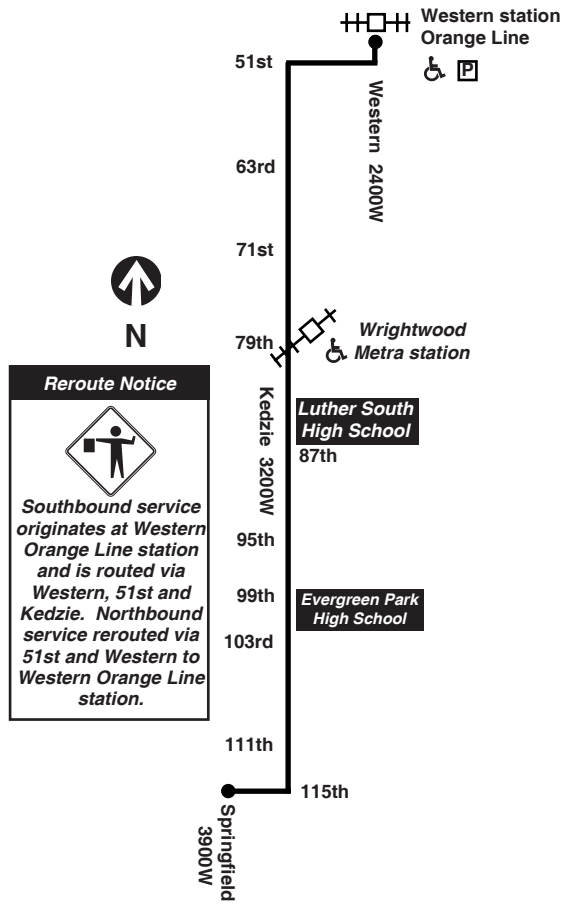 Western station
Orange Line
P
51st
Western 2400W
63rd
71st
N
79th
Wrightwood
Metra station
Reroute Notice
Southbound service
originates at Western
Orange Line station
and is routed via
Western, 51st and
Kedzie. Northbound
service rerouted via
51st and Western to
Western Orange Line
station.
Kedzie 3200W
Luther South
High School
87th
95th
99th
Evergreen Park
High School
103rd
111th
115th
Springfield
3900W